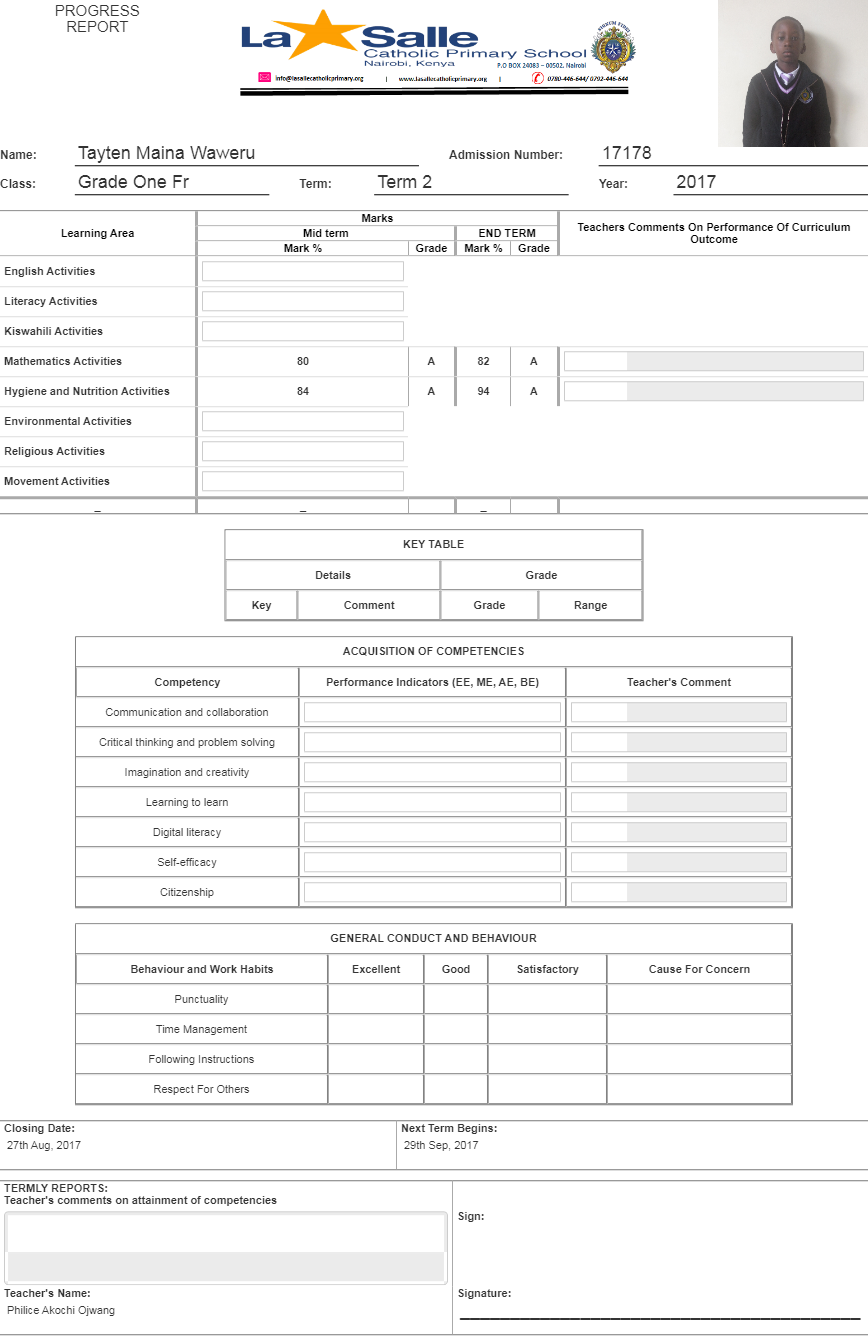 PROGRESS
REPORT
La Salle
Catholic Primary School
Nairobi, Kenya
P.O BOX 24083 – 00502, Nairobi
info@lasallecatholicprimary.org | www.lasallecatholicprimary.org | 0780-446-644/ 0792-446-644
Name: Tayten Maina Waweru Admission Number: 17178
Class: Grade One Fr Term: Term 2 Year: 2017
Learning Area Marks Teachers Comments On Performance Of Curriculum Outcome
Mid term END TERM
Mark % Grade Mark % Grade
English Activities
Literacy Activities
Kiswahili Activities
Mathematics Activities 80 A 82 A
Hygiene and Nutrition Activities 84 A 94 A
Environmental Activities
Religious Activities
Movement Activities
_ _ _
KEY TABLE
Details Grade
Key Comment Grade Range
ACQUISITION OF COMPETENCIES
Competency Performance Indicators (EE, ME, AE, BE) Teacher's Comment
Communication and collaboration
Critical thinking and problem solving
Imagination and creativity
Learning to learn
Digital literacy
Self-efficacy
Citizenship
GENERAL CONDUCT AND BEHAVIOUR
Behaviour and Work Habits Excellent Good Satisfactory Cause For Concern
Punctuality
Time Management
Following Instructions
Respect For Others
Closing Date: Next Term Begins:
27th Aug, 2017 29th Sep, 2017
TERMLY REPORTS:
Teacher's comments on attainment of competencies
Sign:
Teacher's Name: Signature:
Philice Akochi Ojwang